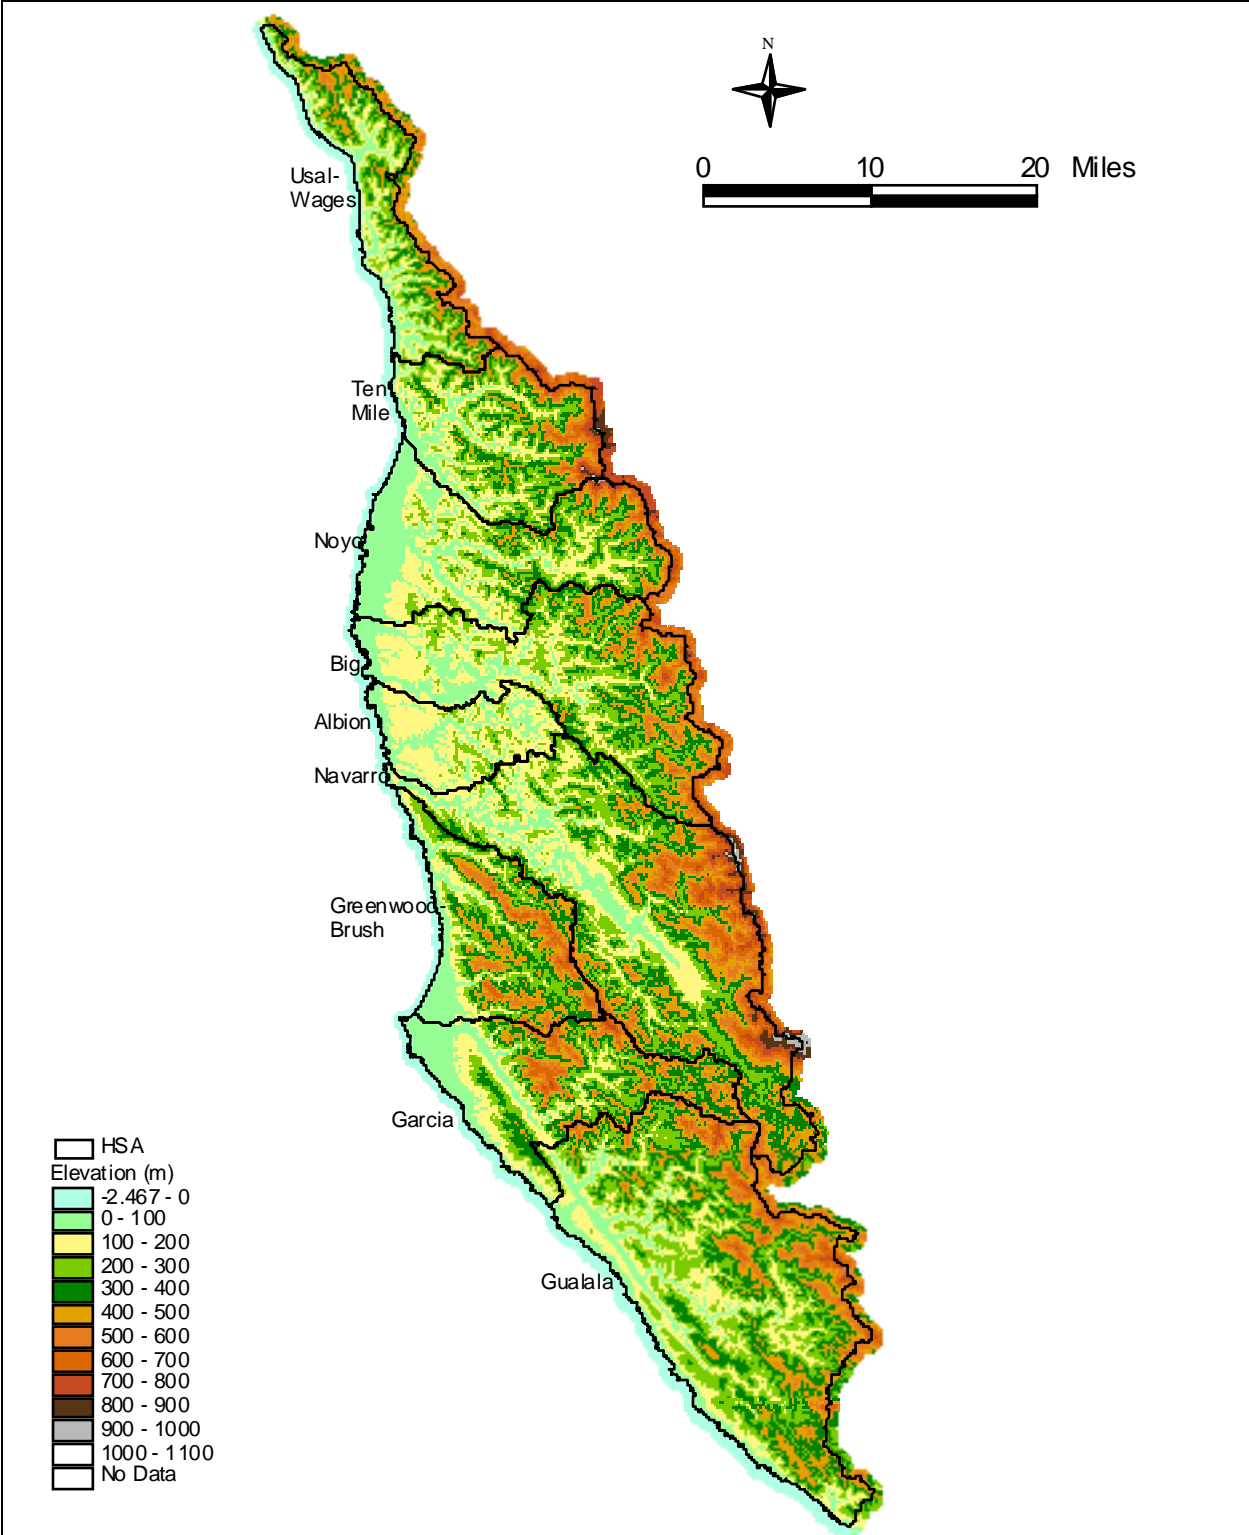 N
0 10 20 Miles
Usal-
Wages
Ten
Mile
Noyo
Big
Albion
Navarro
Greenwood-
Brush
Garcia
Gualala
HSA
Elevation (m)
-2.467 - 0
0 - 100
100 - 200
200 - 300
300 - 400
400 - 500
500 - 600
600 - 700
700 - 800
800 - 900
900 - 1000
1000 - 1100
No Data